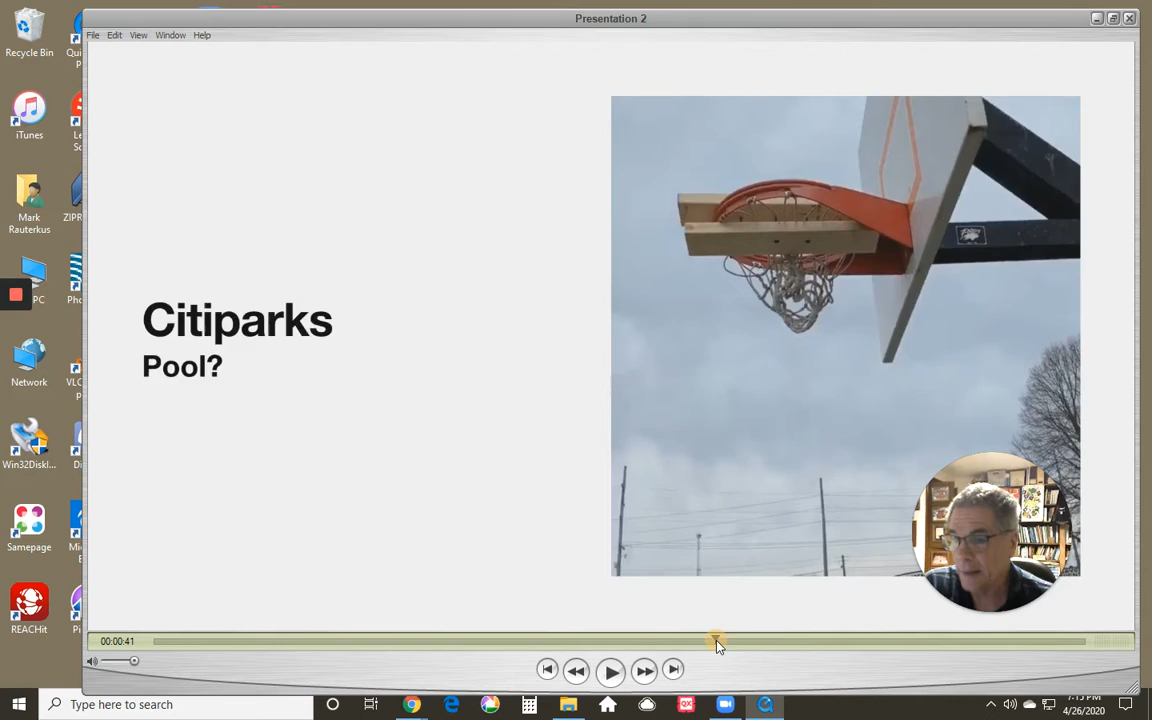 Presentation 2
File Edit View Window Help
Recycle Bin
iTunes
Mark
Rauterkus
PC
Network
Win32DiskI...
Samepage
REACHit
Citiparks
Pool?
00:00:41
Type here to search
4/26/2020